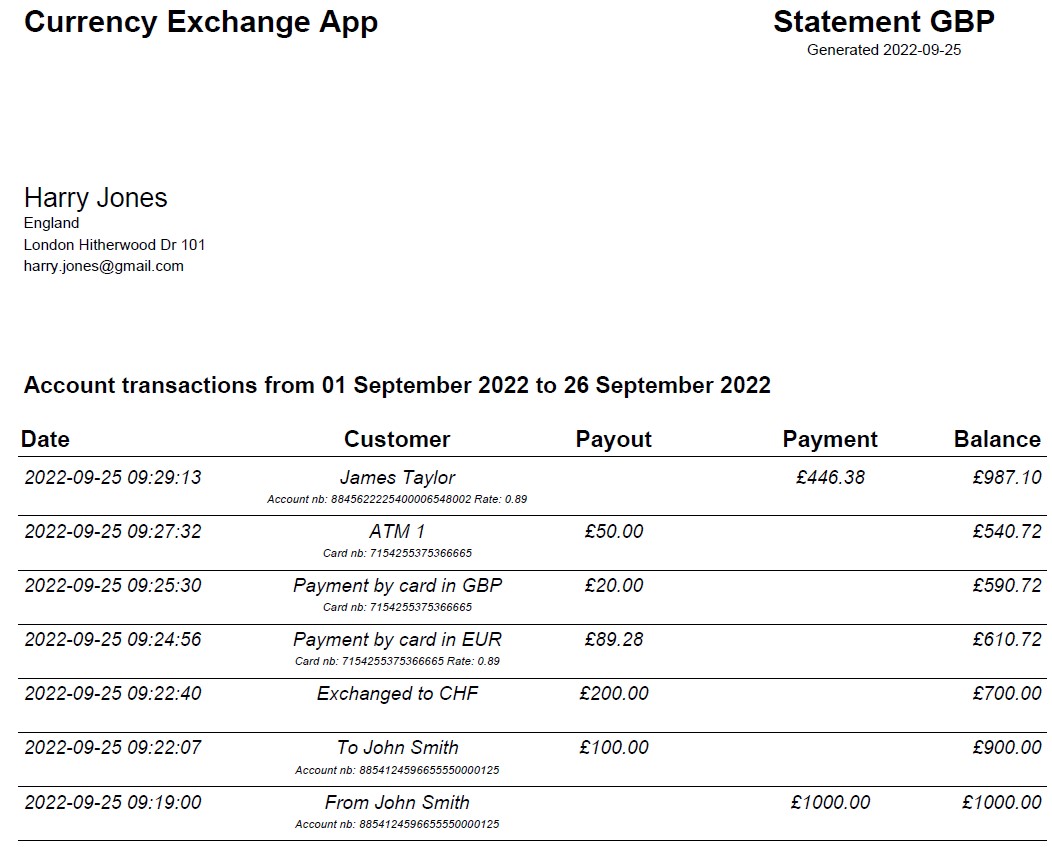 Currency Exchange App
Statement GBP
Generated 2022-09-25
Harry Jones
England
London Hitherwood Dr 101
harry.jones@gmail.com
Account transactions from 01 September 2022 to 26 September 2022
Date Customer Payout Payment Balance
2022-09-25 09:29:13 James Taylor £446.38 £987.10
Account nb: 8845622225400006548002 Rate: 0.89
2022-09-25 09:27:32 ATM 1 £50.00 £540.72
Card nb: 7154255375366665
2022-09-25 09:25:30 Payment by card in GBP £20.00 £590.72
Card nb: 7154255375366665
2022-09-25 09:24:56 Payment by card in EUR £89.28 £610.72
Card nb: 7154255375366665 Rate: 0.89
2022-09-25 09:22:40 Exchanged to CHF £200.00 £700.00
2022-09-25 09:22:07 To John Smith £100.00 £900.00
Account nb: 8854124596655550000125
2022-09-25 09:19:00 From John Smith £1000.00 £1000.00
Account nb: 8854124596655550000125